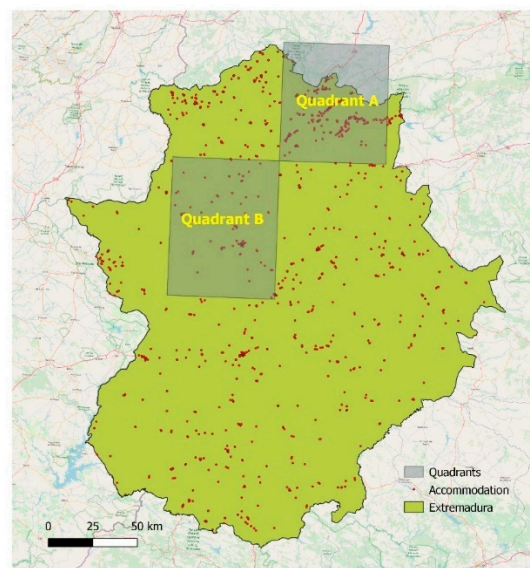 Quadrant A
Quadrant B
Quadrants
Accommodation
Extremadura
0 25 50 km